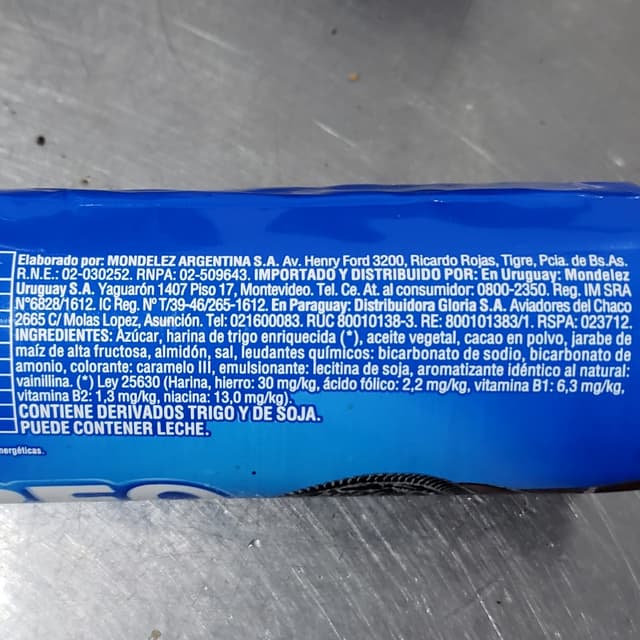 Elaborado por: MONDELEZ ARGENTINA S.A. Av. Henry Ford 3200, Ricardo Rojas, Tigre, Pcia. de Bs.As.
R.N.E.: 02-030252. RNPA: 02-509643. IMPORTADO Y DISTRIBUIDO POR: En Uruguay: Mondelez
Uruguay S.A. Yaguarón 1407 Piso 17, Montevideo. Tel. Ce. At. al consumidor: 0800-2350. Reg. IM SRA
N°6828/1612. IC Reg. N° T/39-46/265-1612. En Paraguay: Distribuidora Gloria S.A. Aviadores del Chaco
2665 C/ Molas Lopez, Asunción. Tel: 021600083. RUC 80010138-3. RE: 800101383/1. RSPA: 023712.
INGREDIENTES: Azúcar, harina de trigo enriquecida (*), aceite vegetal, cacao en polvo, jarabe de
maíz de alta fructosa, almidón, sal, leudantes químicos: bicarbonato de sodio, bicarbonato de
amonio, colorante: caramelo III, emulsionante: lecitina de soja, aromatizante idéntico al natural:
vainillina. (*) Ley 25630 (Harina, hierro: 30 mg/kg, ácido fólico: 2,2 mg/kg, vitamina B1: 6,3 mg/kg,
vitamina B2: 1,3 mg/kg, niacina: 13,0 mg/kg).
CONTIENE DERIVADOS TRIGO Y DE SOJA.
PUEDE CONTENER LECHE.
nergéticas.